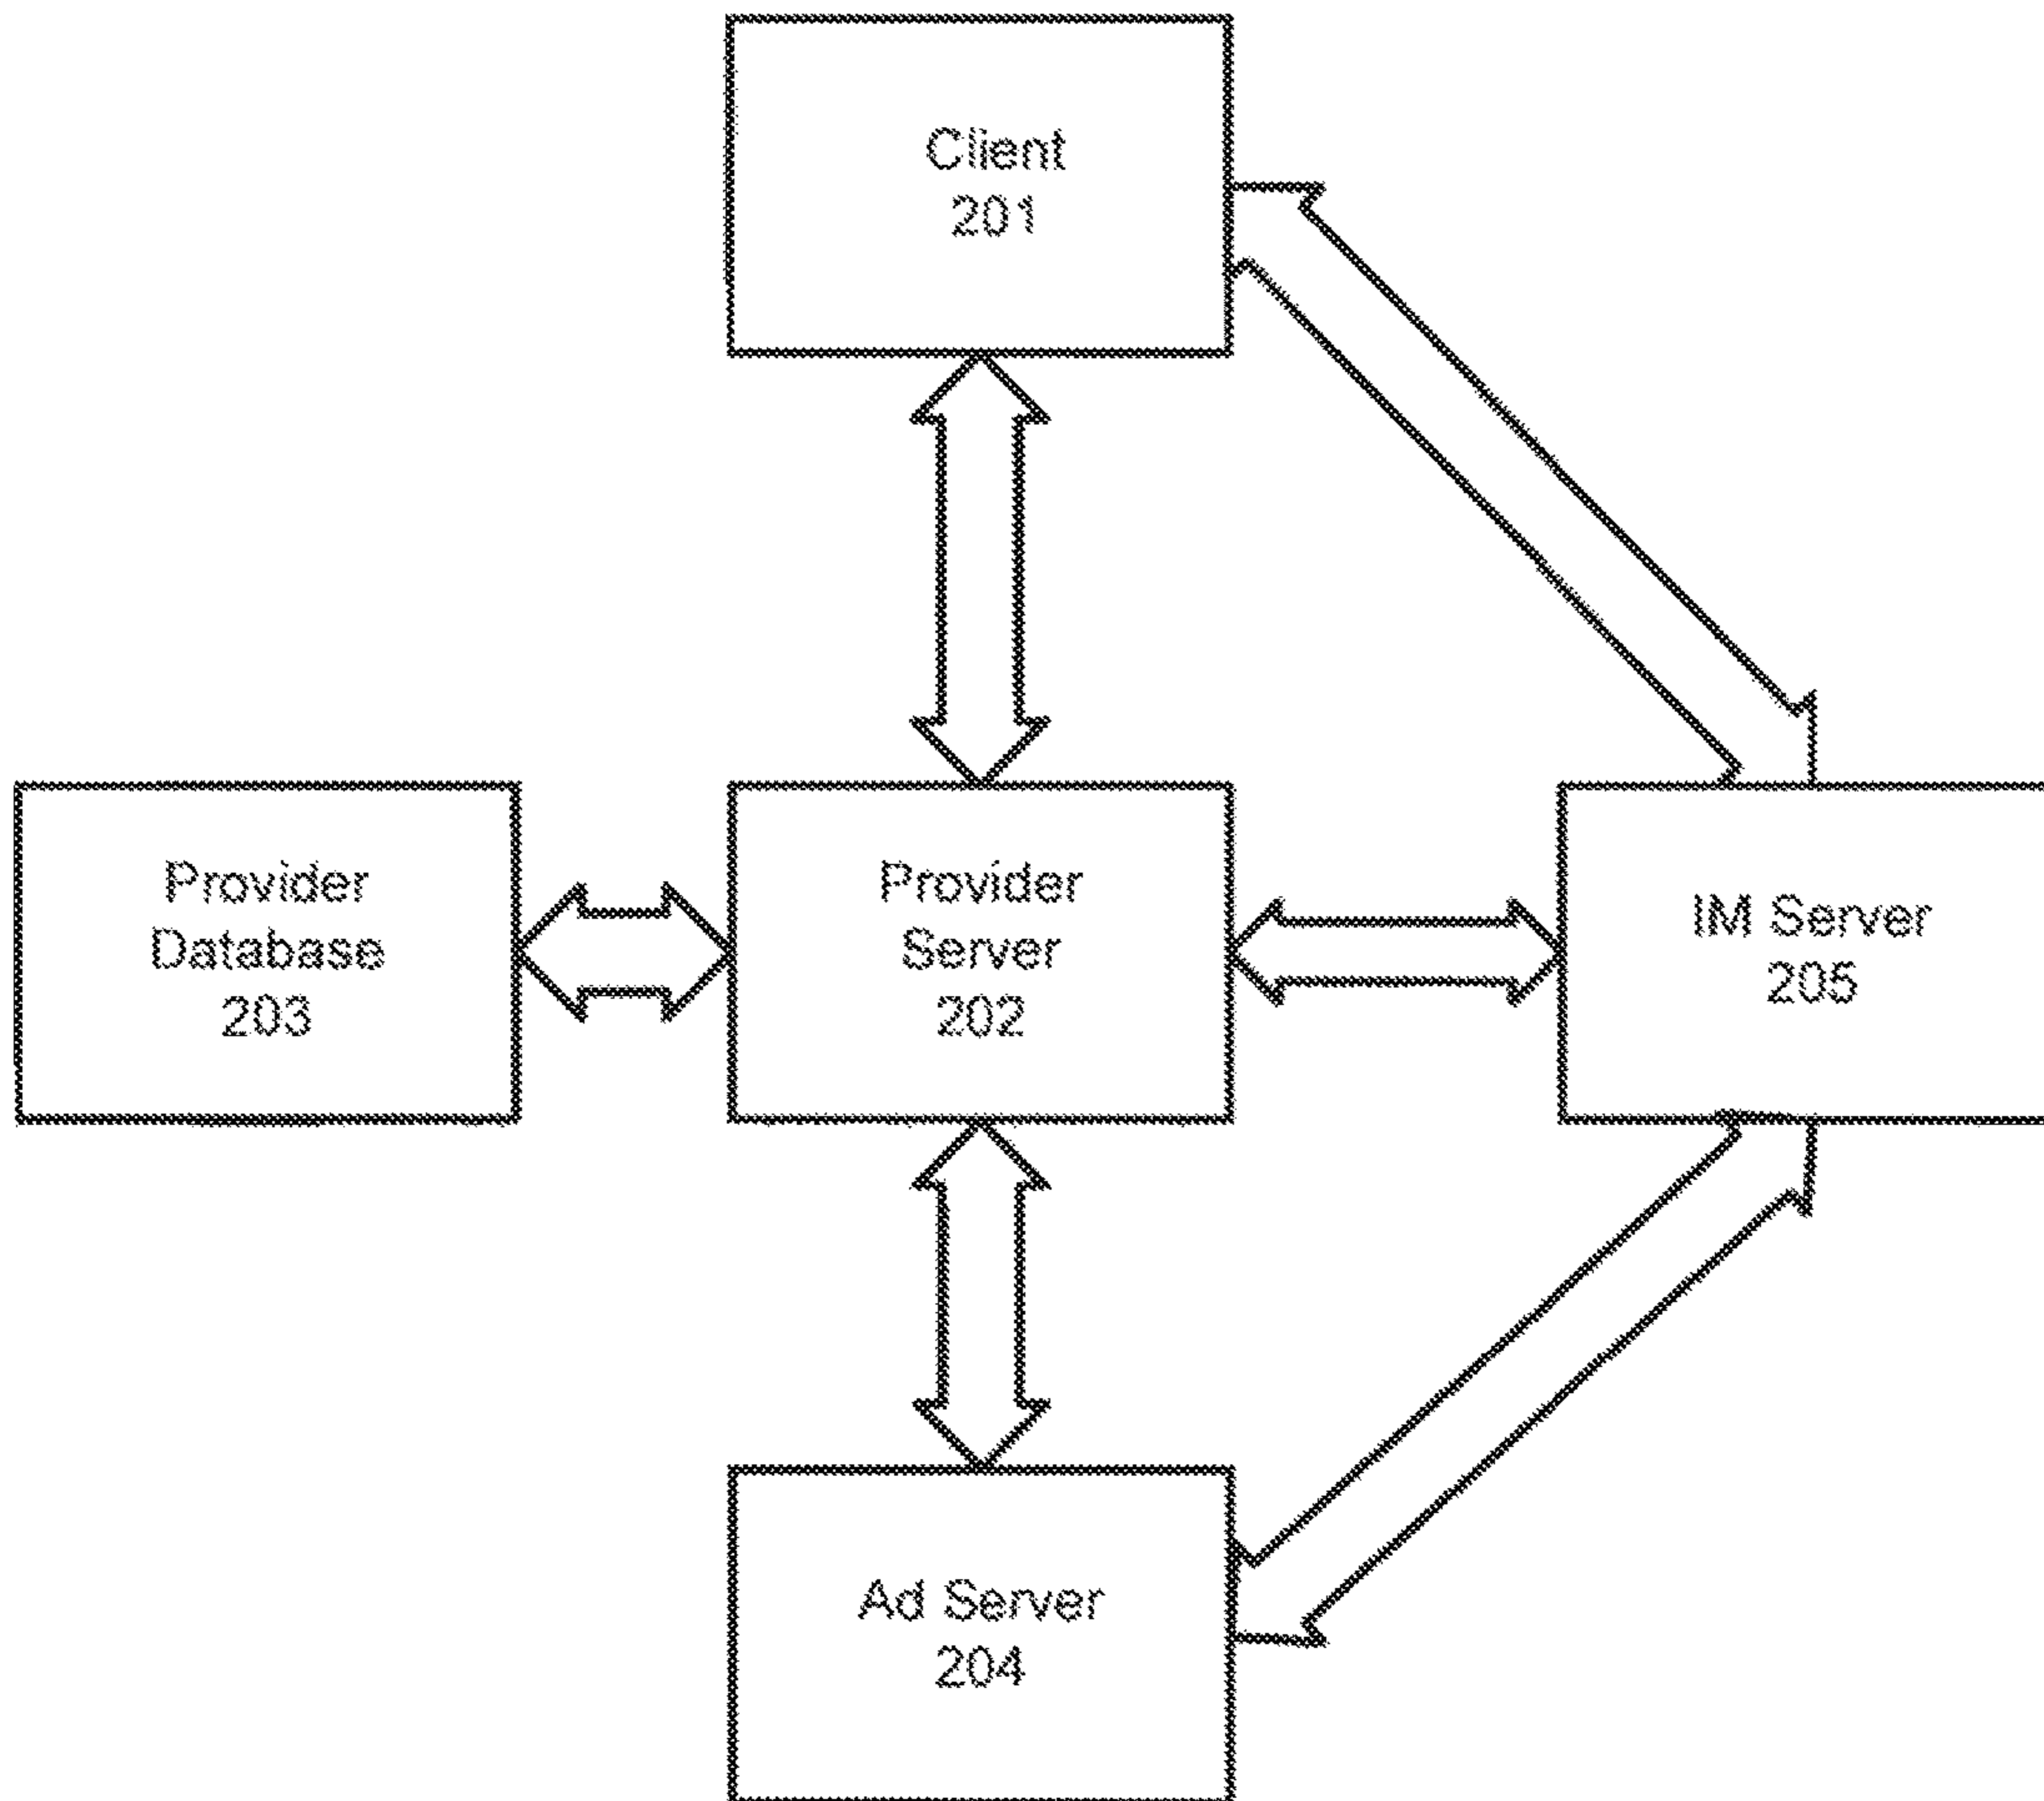 Client
201
Provider
Database
203
Provider
Server
202
IM Server
205
Ad Server
204